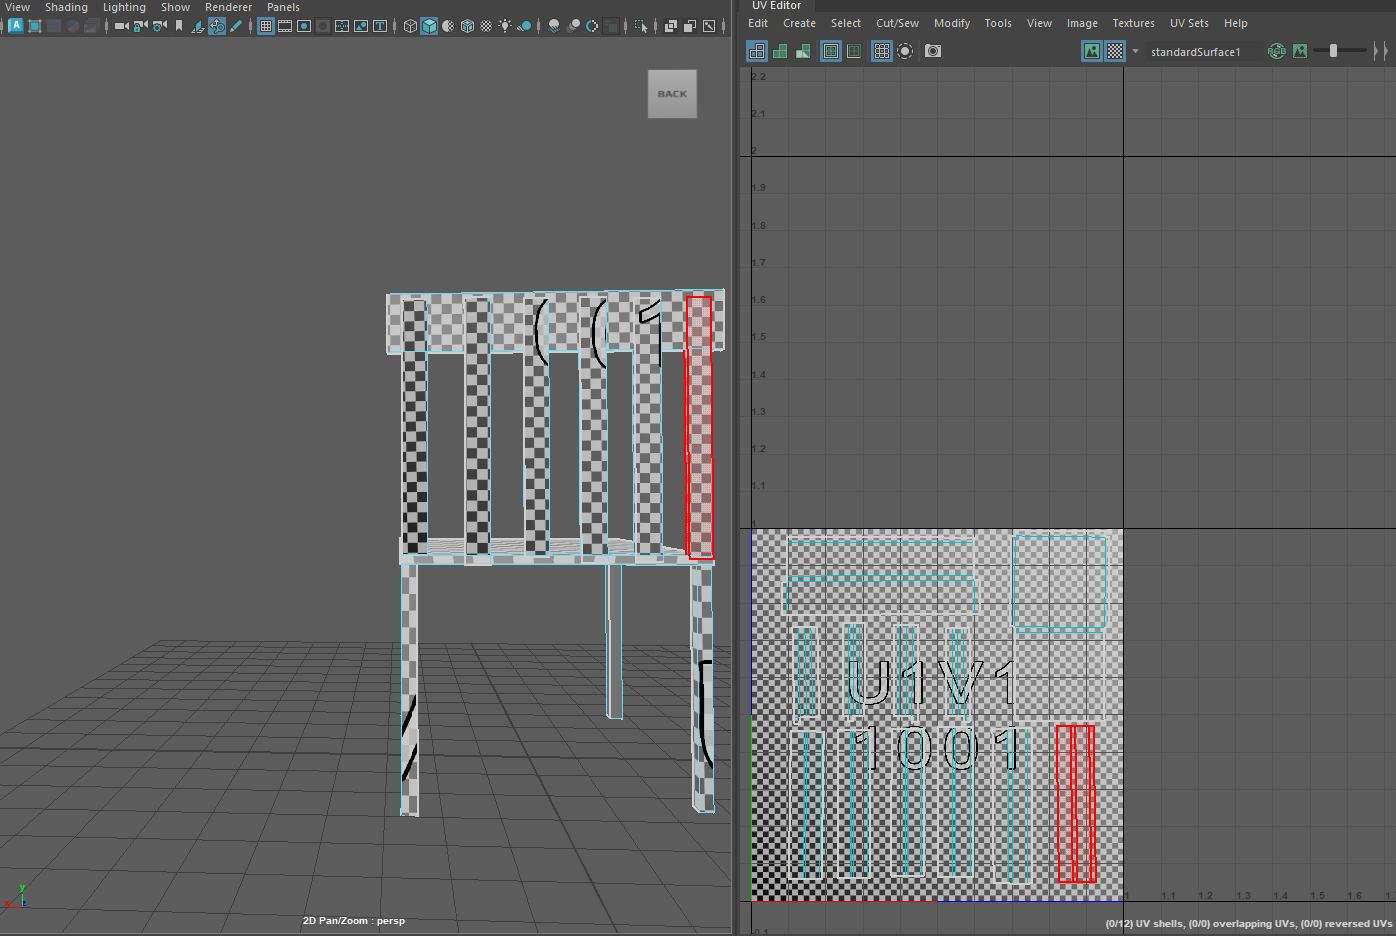 View Shading Lighting Show Renderer Panels
BACK
2D Pan/Zoom : persp
y
UV Editor
Edit Create Select Cut/Sew Modify Tools View Image Textures UV Sets Help
standardSurface1
RGB
2.2
2.1
2
1.9
1.8
1.7
1.6
1.5
1.4
1.3
1.2
1.1
1
U1V1
1001
1 1.1 1.2 1.3 1.4 1.5 1.6 1.
(0/12) UV shells, (0/0) overlapping UVs, (0/0) reversed UVs
0.1